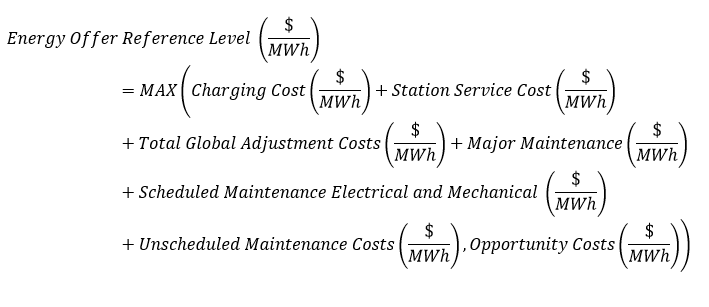 Energy Offer Reference Level ($/MWh)
= MAX(Charging Cost($/MWh) + Station Service Cost($/MWh)
+ Total Global Adjustment Costs($/MWh) + Major Maintenance($/MWh)
+ Scheduled Maintenance Electrical and Mechanical ($/MWh)
+ Unscheduled Maintenance Costs($/MWh), Opportunity Costs($/MWh))